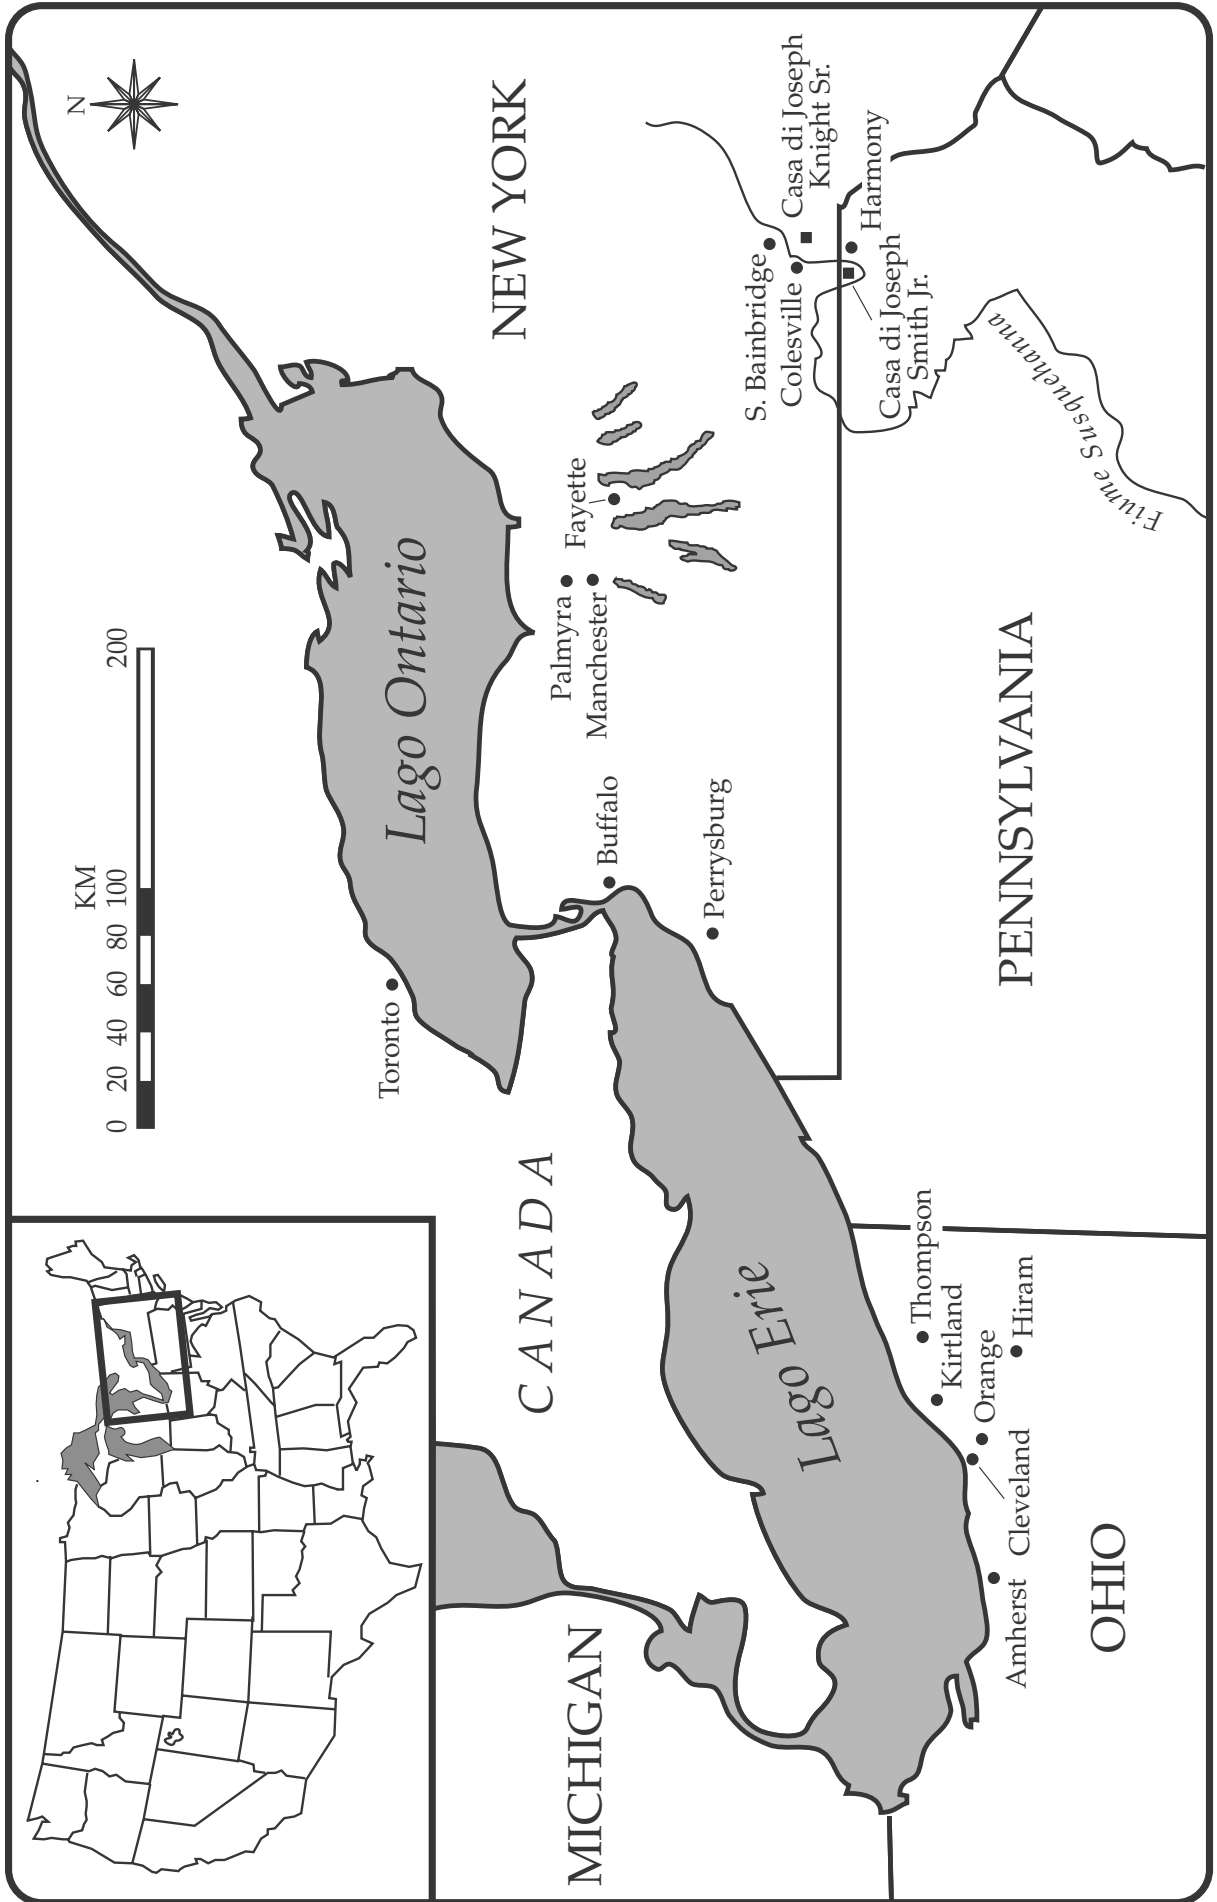 N
KM
0 20 40 60 80 100 200
CANADA
Toronto
Lago Ontario
NEW YORK
MICHIGAN
Lago Erie
Buffalo
Perrysburg
Palmyra
Manchester
Fayette
S. Bainbridge
Colesville
Casa di Joseph
Knight Sr.
Harmony
Casa di Joseph
Smith Jr.
Fiume Susquehanna
Thompson
Kirtland
Orange
Hiram
Cleveland
Amherst
OHIO
PENNSYLVANIA